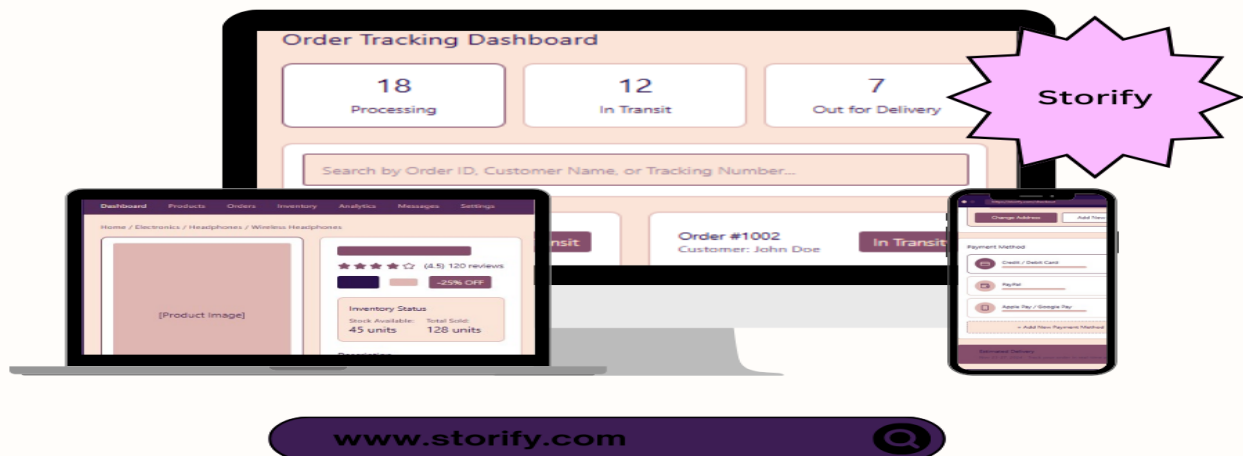 Order Tracking Dashboard
18
Processing
12
In Transit
7
Out for Delivery
Storify
Search by Order ID, Customer Name, or Tracking Number...
Order #1002
Customer: John Doe
In Transit
nsit
Dashboard Products Orders Inventory Analytics Messages Settings
Home / Electronics / Headphones / Wireless Headphones
[Product Image]
(4.5) 120 reviews
-25% OFF
Inventory Status
Stock Available: Total Sold:
45 units 128 units
Change Address Add New
Payment Method
Credit / Debit Card
PayPal
Apple Pay / Google Pay
+ Add New Payment Method
Estimated Delivery
www.storify.com